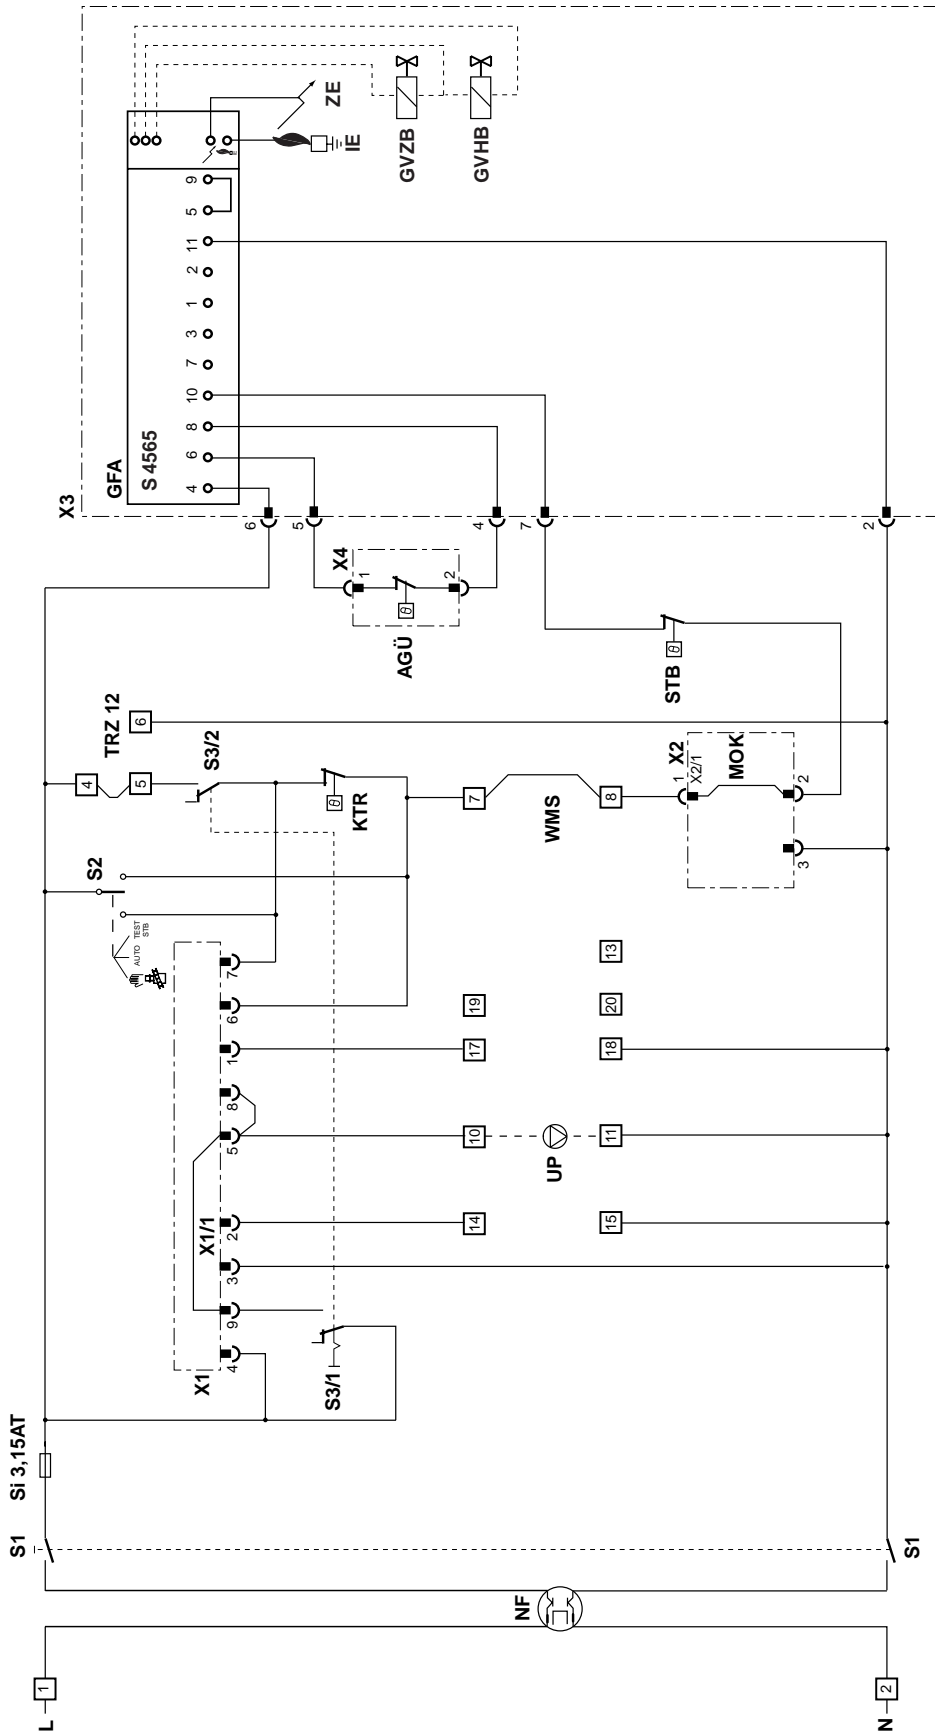 L
1
N
2
NF
S1
S1
Si 3,15AT
X1
4
9
3
2
5
8
1
6
7
X1/1
S3/1
14
15
10
11
UP
17
18
19
20
13
AUTO
TEST
STB
S2
4
5
TRZ 12
6
S3/2
θ
KTR
7
WMS
8
1
X2
X2/1
MOK
2
3
θ
STB
X4
1
2
θ
AGÜ
X3
6
5
4
7
2
GFA
S 4565
4
6
8
10
7
3
1
2
11
5
9
ZE
IE
GVZB
GVHB